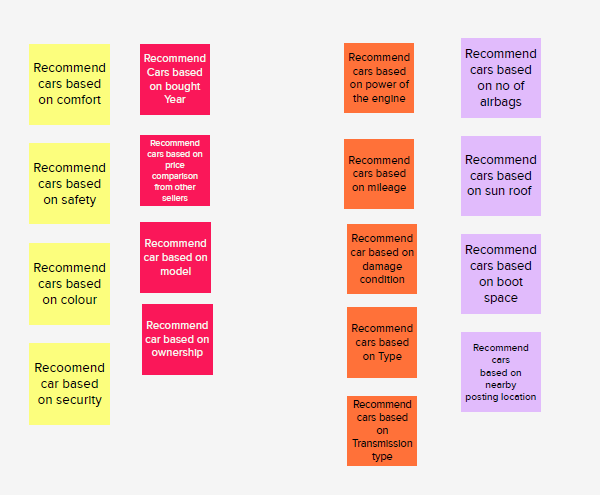 Recommend
cars based
on comfort
Recommend
cars based
on safety
Recommend
cars based
on colour
Recoomend
car based
on security
Recommend
Cars based
on bought
Year
Recommend
cars based on
price
comparison
from other
sellers
Recommend
car based on
model
Recommend
car based on
ownership
Recommend
cars based
on power of
the engine
Recommend
cars based
on mileage
Recommend
car based on
damage
condition
Recommend
cars based
on Type
Recommend
cars based
on
Transmission
type
Recommend
cars based
on no of
airbags
Recommend
cars based
on sun roof
Recommend
cars based
on boot
space
Recommend
cars
based on
nearby
posting location